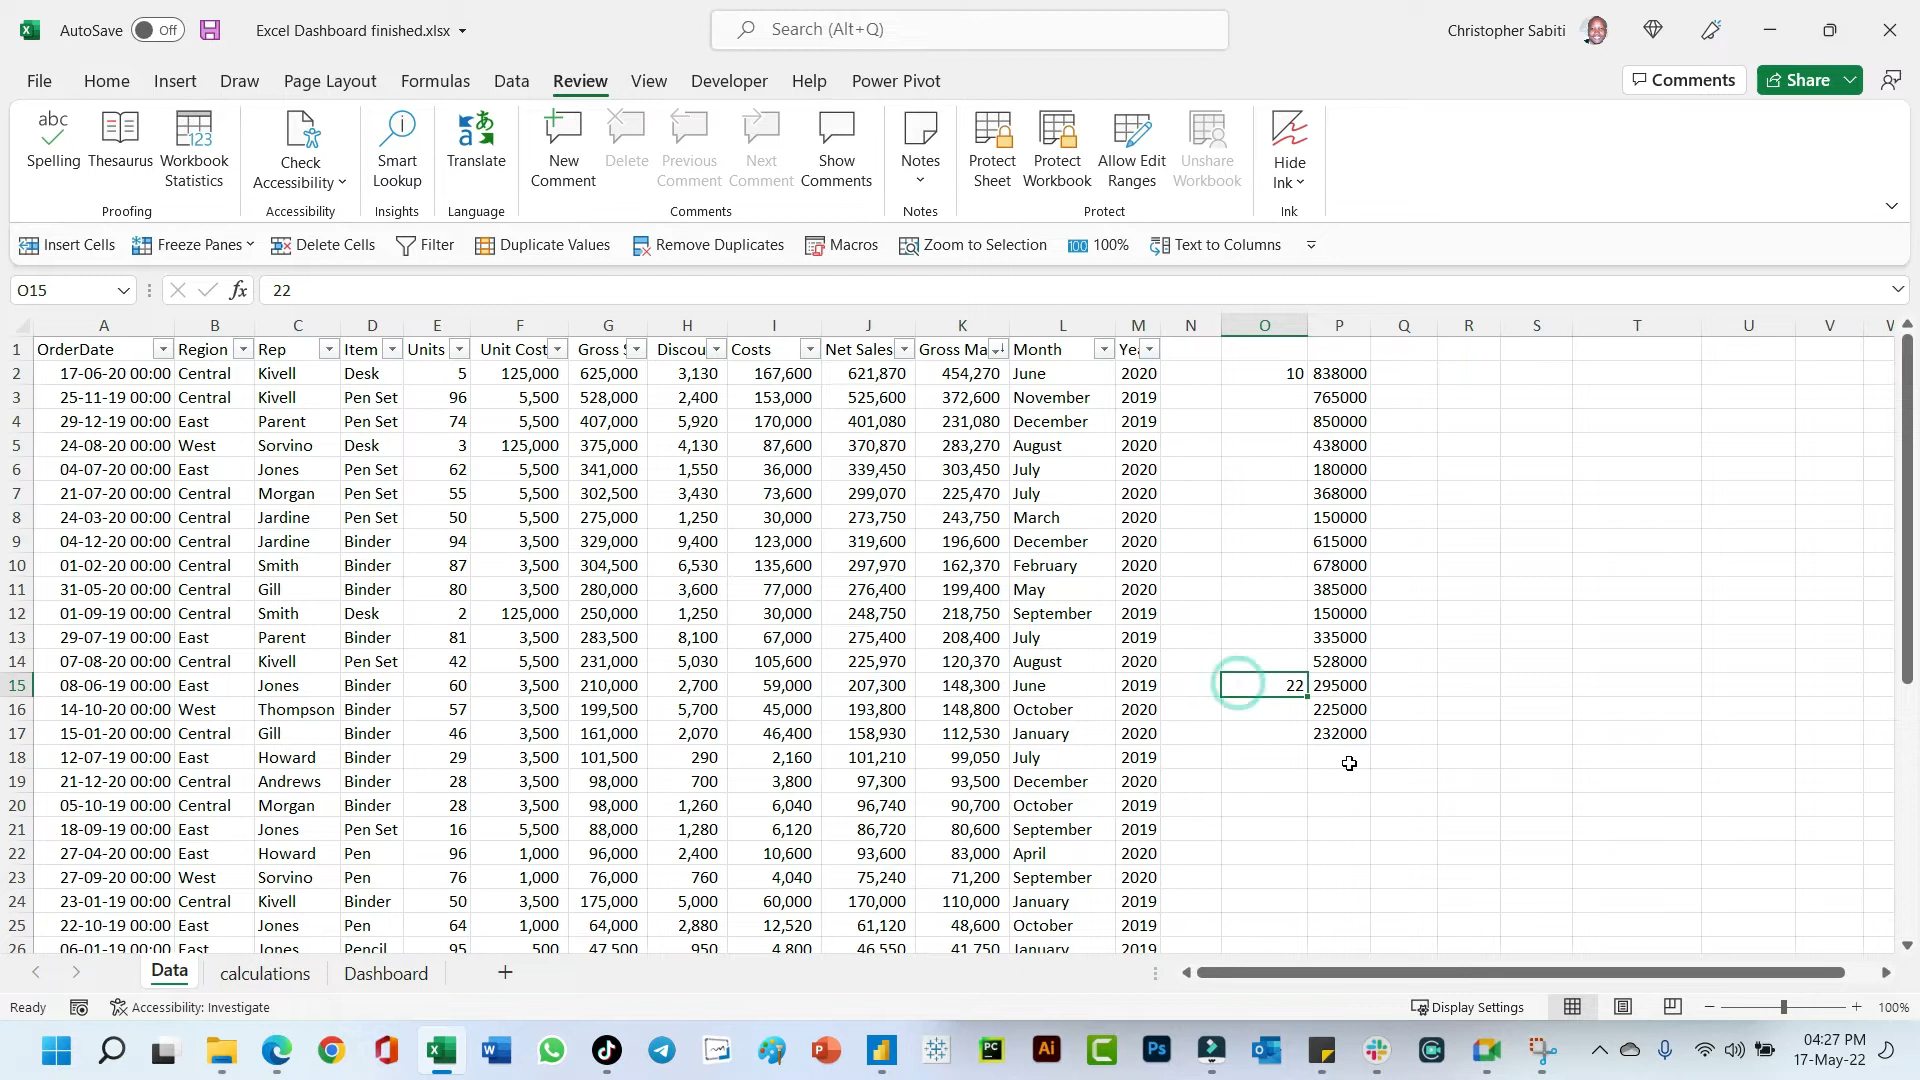 AutoSave Off Excel Dashboard finished.xlsx Search (Alt+Q) Christopher Sabiti
File Home Insert Draw Page Layout Formulas Data Review View Developer Help Power Pivot Comments Share
abc
Spelling Thesaurus Workbook Statistics Check Accessibility Smart Lookup Translate New Comment Delete Previous Comment Next Comment Show Comments Notes Protect Sheet Protect Workbook Allow Edit Ranges Unshare Workbook Hide Ink
Proofing Accessibility Insights Language Comments Notes Protect Ink
Insert Cells Freeze Panes Delete Cells Filter Duplicate Values Remove Duplicates Macros Zoom to Selection 100 100% Text to Columns
O15 fx 22
A B C D E F G H I J K L M N O P Q R S T U V W
1 OrderDate Region Rep Item Units Unit Cost Gross S Discou Costs Net Sales Gross Ma Month Yea
2 17-06-20 00:00 Central Kivell Desk 5 125,000 625,000 3,130 167,600 621,870 454,270 June 2020 10 838000
3 25-11-19 00:00 Central Kivell Pen Set 96 5,500 528,000 2,400 153,000 525,600 372,600 November 2019 765000
4 29-12-19 00:00 East Parent Pen Set 74 5,500 407,000 5,920 170,000 401,080 231,080 December 2019 850000
5 24-08-20 00:00 West Sorvino Desk 3 125,000 375,000 4,130 87,600 370,870 283,270 August 2020 438000
6 04-07-20 00:00 East Jones Pen Set 62 5,500 341,000 1,550 36,000 339,450 303,450 July 2020 180000
7 21-07-20 00:00 Central Morgan Pen Set 55 5,500 302,500 3,430 73,600 299,070 225,470 July 2020 368000
8 24-03-20 00:00 Central Jardine Pen Set 50 5,500 275,000 1,250 30,000 273,750 243,750 March 2020 150000
9 04-12-20 00:00 Central Jardine Binder 94 3,500 329,000 9,400 123,000 319,600 196,600 December 2020 615000
10 01-02-20 00:00 Central Smith Binder 87 3,500 304,500 6,530 135,600 297,970 162,370 February 2020 678000
11 31-05-20 00:00 Central Gill Binder 80 3,500 280,000 3,600 77,000 276,400 199,400 May 2020 385000
12 01-09-19 00:00 Central Smith Desk 2 125,000 250,000 1,250 30,000 248,750 218,750 September 2019 150000
13 29-07-19 00:00 East Parent Binder 81 3,500 283,500 8,100 67,000 275,400 208,400 July 2019 335000
14 07-08-20 00:00 Central Kivell Pen Set 42 5,500 231,000 5,030 105,600 225,970 120,370 August 2020 528000
15 08-06-19 00:00 East Jones Binder 60 3,500 210,000 2,700 59,000 207,300 148,300 June 2019 22 295000
16 14-10-20 00:00 West Thompson Binder 57 3,500 199,500 5,700 45,000 193,800 148,800 October 2020 225000
17 15-01-20 00:00 Central Gill Binder 46 3,500 161,000 2,070 46,400 158,930 112,530 January 2020 232000
18 12-07-19 00:00 East Howard Binder 29 3,500 101,500 290 2,160 101,210 99,050 July 2019
19 21-12-20 00:00 Central Andrews Binder 28 3,500 98,000 700 3,800 97,300 93,500 December 2020
20 05-10-19 00:00 Central Morgan Binder 28 3,500 98,000 1,260 6,040 96,740 90,700 October 2019
21 18-09-19 00:00 East Jones Pen Set 16 5,500 88,000 1,280 6,120 86,720 80,600 September 2019
22 27-04-20 00:00 East Howard Pen 96 1,000 96,000 2,400 10,600 93,600 83,000 April 2020
23 27-09-20 00:00 West Sorvino Pen 76 1,000 76,000 760 4,040 75,240 71,200 September 2020
24 23-01-19 00:00 Central Kivell Binder 50 3,500 175,000 5,000 60,000 170,000 110,000 January 2019
25 22-10-19 00:00 East Jones Pen 64 1,000 64,000 2,880 12,520 61,120 48,600 October 2019
26 06-01-19 00:00 East Jones Pencil 95 500 47,500 950 4,800 46,550 41,750 January 2019
Data calculations Dashboard
Ready Accessibility: Investigate Display Settings 100%
04:27 PM
17-May-22